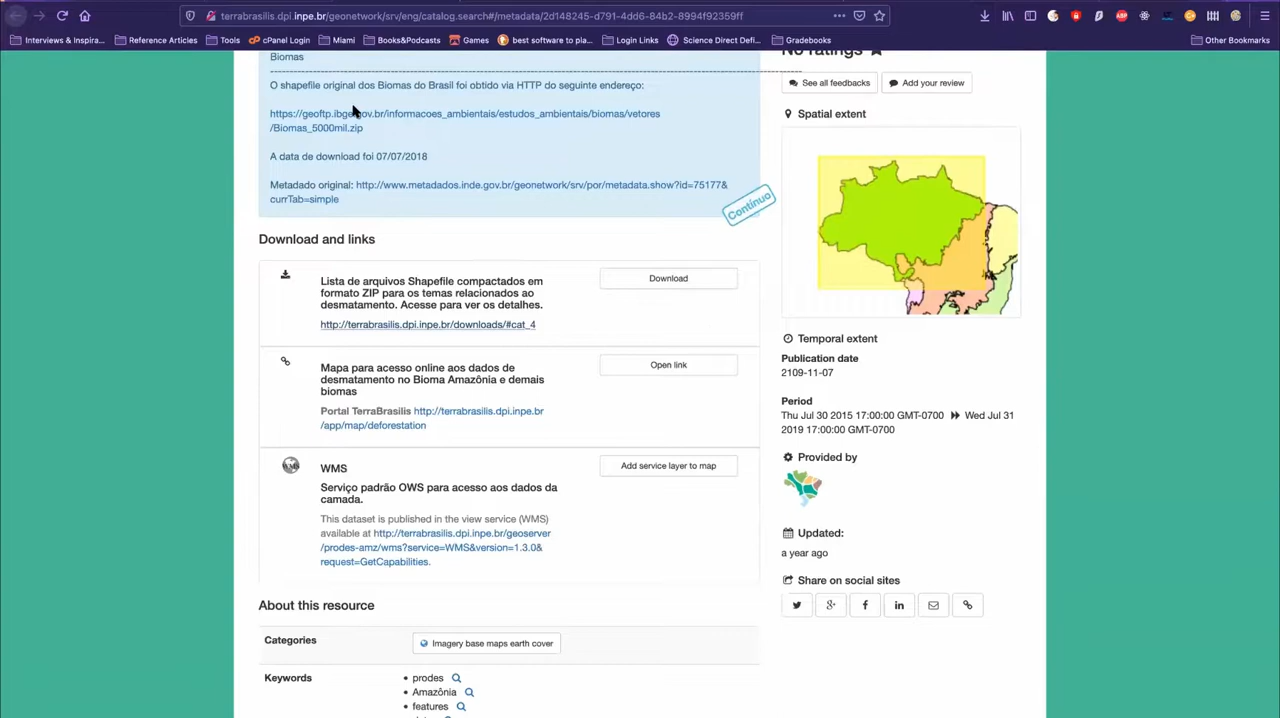 terrabrasilis.dpi.inpe.br/geonetwork/srv/eng/catalog.search#/metadata/2d148245-d791-4dd6-84b2-8994f92359ff
Interviews & Inspira... Reference Articles Tools cPanel Login Miami Books&Podcasts Games best software to pla... Login Links Science Direct Defi... Gradebooks Other Bookmarks
Biomas
O shapefile original dos Biomas do Brasil foi obtido via HTTP do seguinte endereço:
https://geoftp.ibge.gov.br/informacoes_ambientais/estudos_ambientais/biomas/vetores
/Biomas_5000mil.zip
A data de download foi 07/07/2018
Metadado original: http://www.metadados.inde.gov.br/geonetwork/srv/por/metadata.show?id=75177&
currTab=simple
Continuo
Download and links
Lista de arquivos Shapefile compactados em
formato ZIP para os temas relacionados ao
desmatamento. Acesse para ver os detalhes.
http://terrabrasilis.dpi.inpe.br/downloads/#cat_4
Download
Mapa para acesso online aos dados de
desmatamento no Bioma Amazônia e demais
biomas
Portal TerraBrasilis http://terrabrasilis.dpi.inpe.br
/app/map/deforestation
Open link
WMS
WMS
Serviço padrão OWS para acesso aos dados da
camada.
This dataset is published in the view service (WMS)
available at http://terrabrasilis.dpi.inpe.br/geoserver
/prodes-amz/wms?service=WMS&version=1.3.0&
request=GetCapabilities.
Add service layer to map
About this resource
Categories
Imagery base maps earth cover
Keywords
• prodes
• Amazônia
• features
No ratings
See all feedbacks
Add your review
Spatial extent
Temporal extent
Publication date
2109-11-07
Period
Thu Jul 30 2015 17:00:00 GMT-0700 Wed Jul 31
2019 17:00:00 GMT-0700
Provided by
Updated:
a year ago
Share on social sites